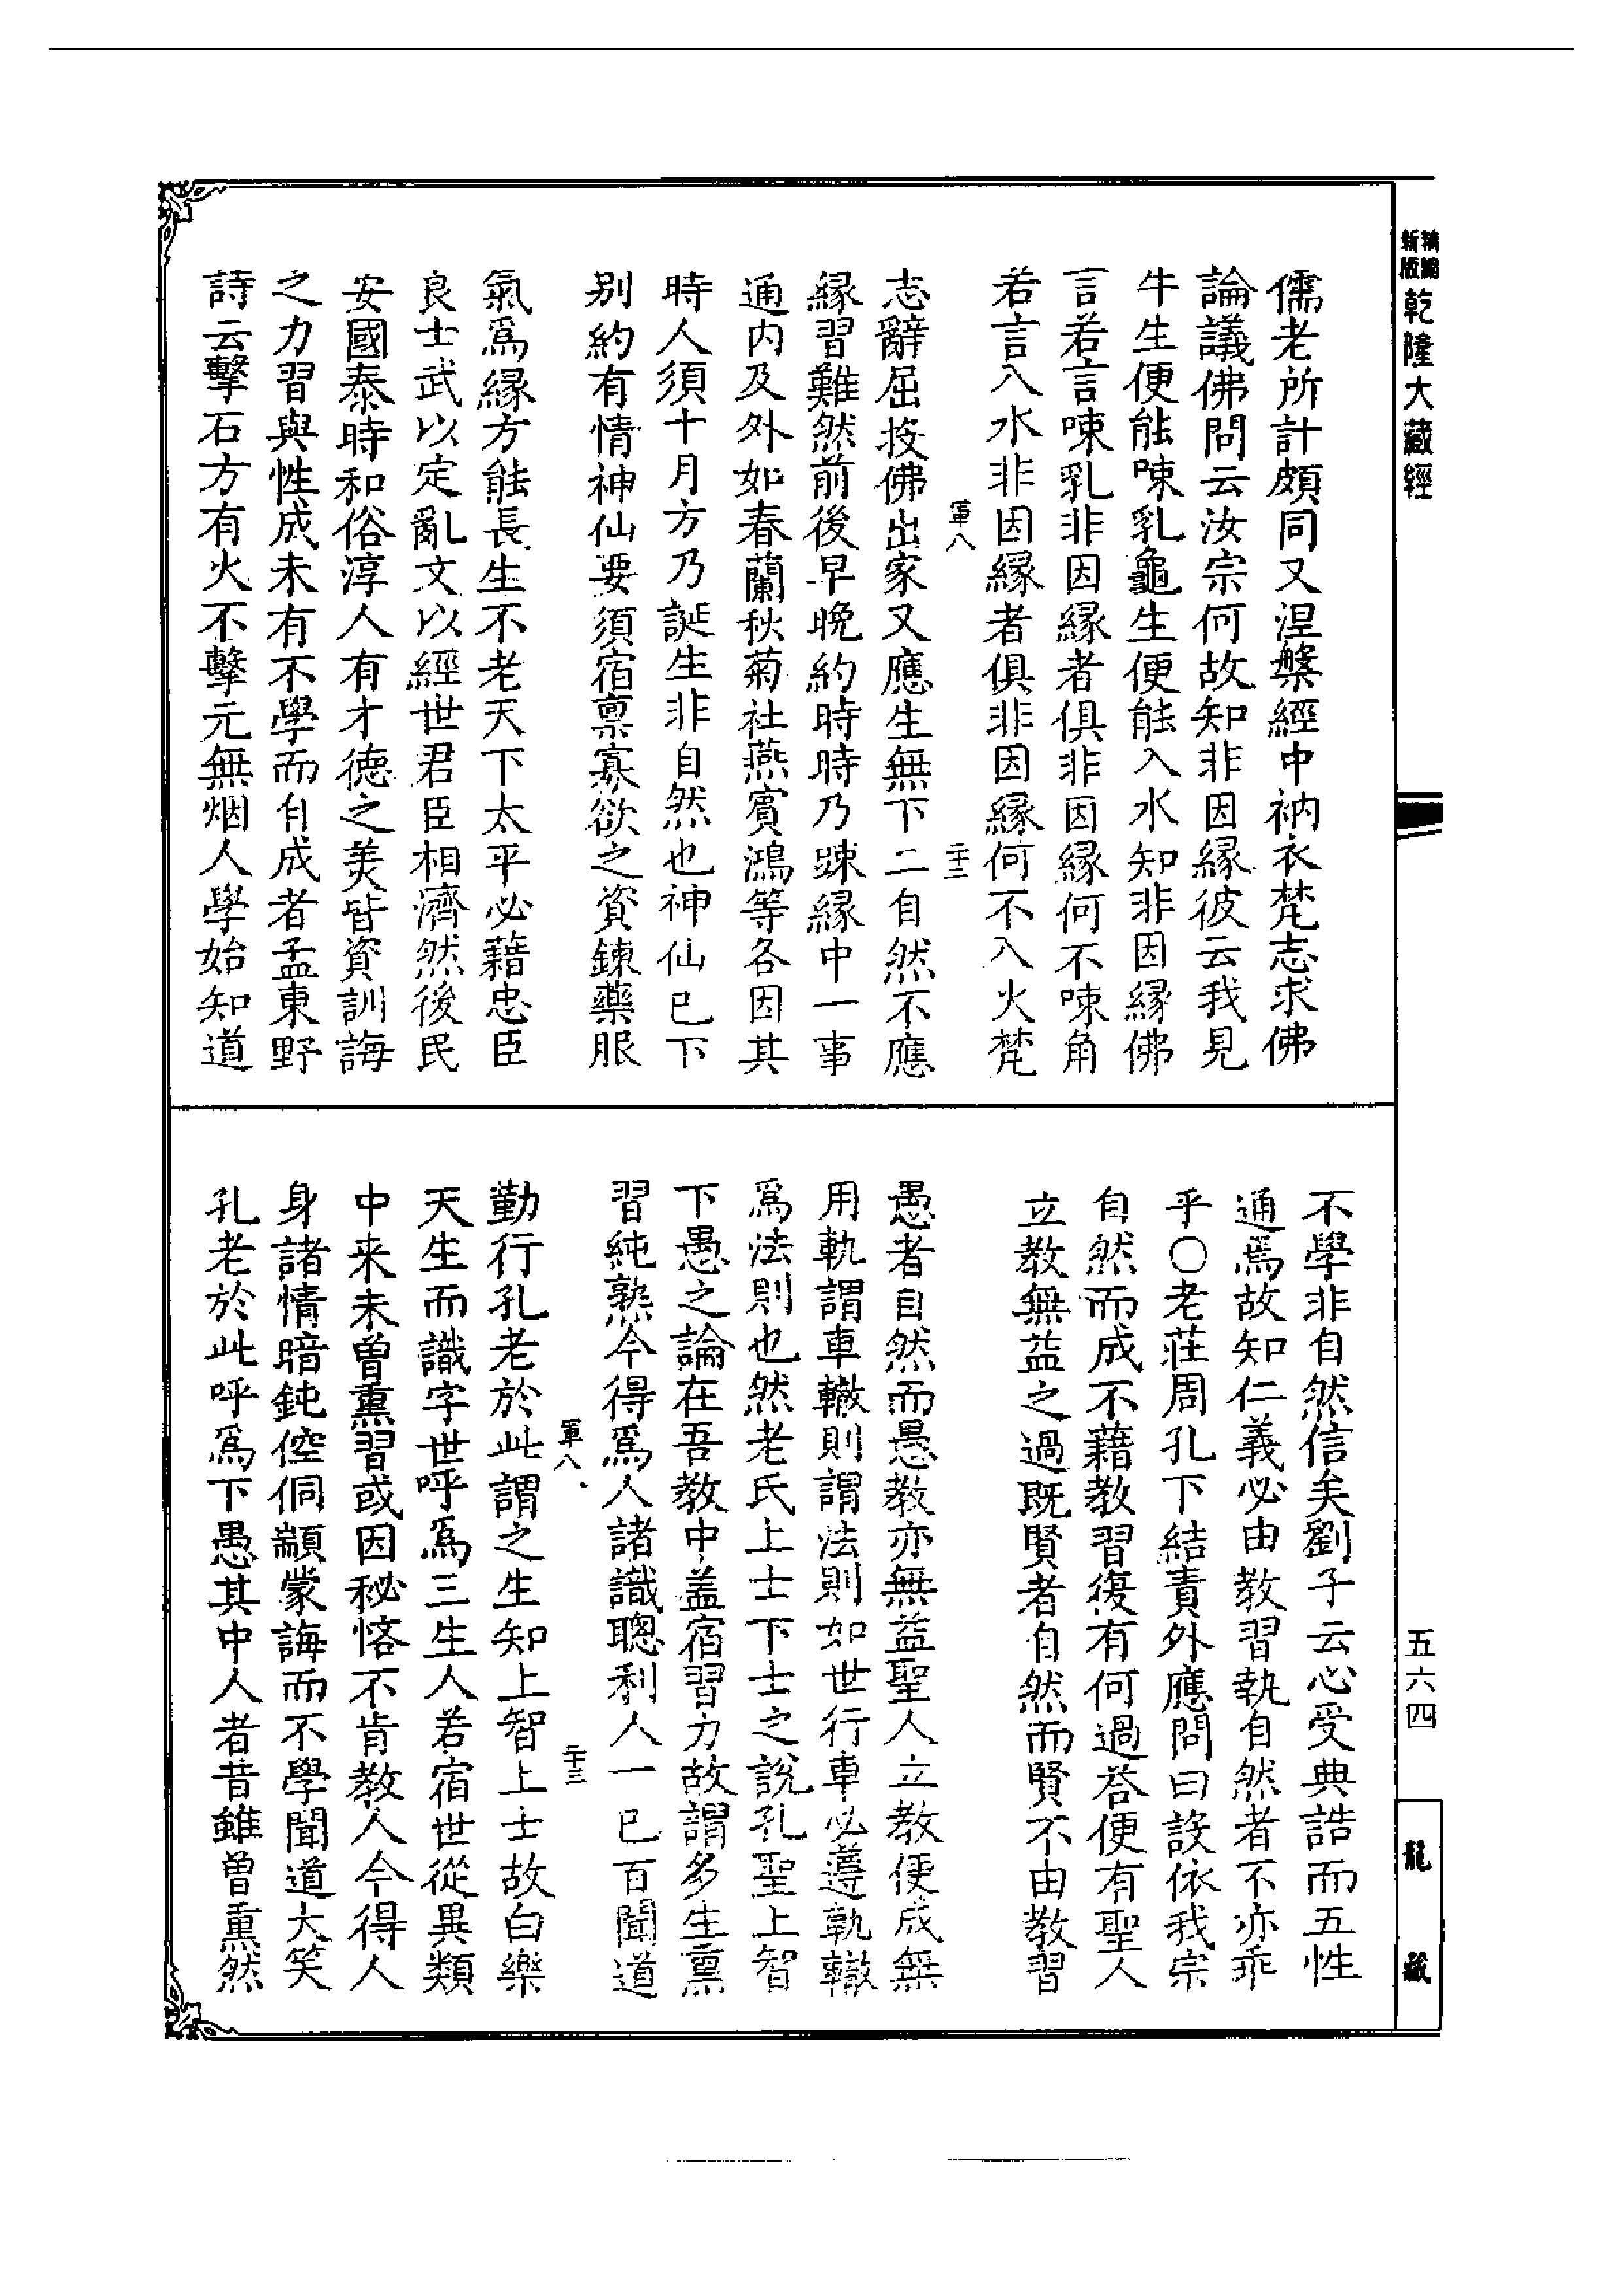 精編
新版
乾隆大藏經
儒老所計頗同又涅槃經中衲衣梵志求佛
論議佛問云汝宗何故知非因緣彼云我見
牛生便能㖨乳龜生便能入水知非因緣佛
言若言㖨乳非因緣者俱非因緣何不㖨角
若言入水非因緣者俱非因緣何不入火梵
軍八
二十二
志辭屈投佛出家又應生無下二自然不應
緣習難然前後早晚約時時乃踈緣中一事
通內及外如春蘭秋菊社燕賓鴻等各因其
時人須十月方乃誕生非自然也神仙已下
別約有情神仙要須宿稟寡欲之資鍊藥服
氣爲緣方能長生不老天下太平必藉忠臣
良士武以定亂文以經世君臣相濟然後民
安國泰時和俗淳人有才德之美皆資訓誨
之力習與性成未有不學而自成者孟東野
詩云擊石方有火不擊元無烟人學始知道
不學非自然信矣劉子云心受典誥而五性
通焉故知仁義必由教習執自然者不亦乖
乎〇老莊周孔下結責外應問曰設依我宗
自然而成不藉教習復有何過荅便有聖人
立教無益之過既賢者自然而賢不由教習
愚者自然而愚教亦無益聖人立教便成無
用軌謂車轍則謂法則如世行車必遵軌轍
爲法則也然老氏上士下士之說孔聖上智
下愚之論在吾教中盖宿習力故謂多生熏
習純熟今得爲人諸識聰利人一已百聞道
軍八
二十三
勤行孔老於此謂之生知上智上士故白樂
天生而識字世呼爲三生人若宿世從異類
中来未曾熏習或因秘悋不肯教人今得人
身諸情暗鈍倥侗顓蒙誨而不學聞道大笑
孔老於此呼爲下愚其中人者昔雖曾熏然
五六四
龍
藏